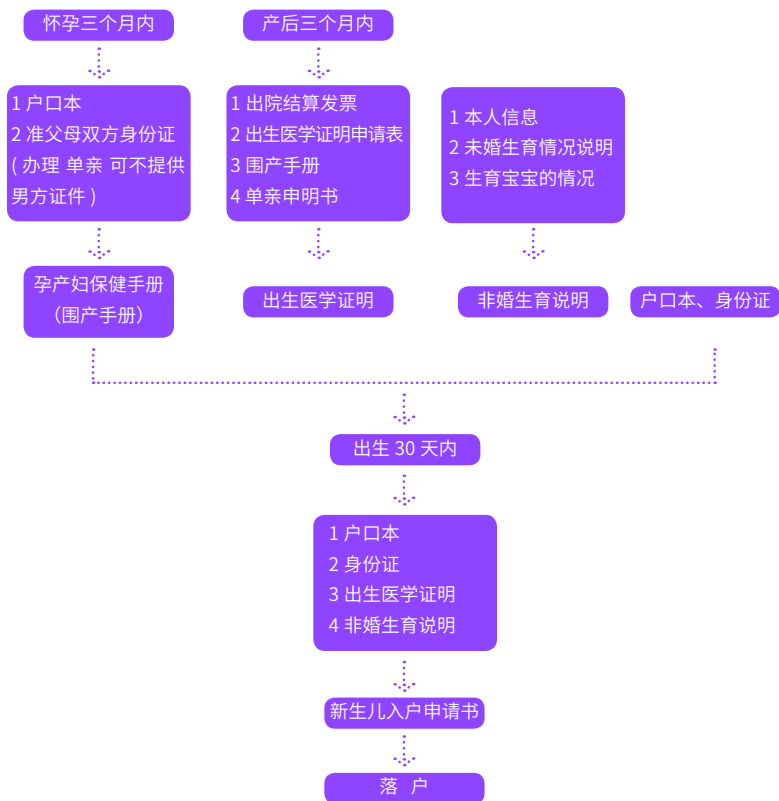 怀孕三个月内
产后三个月内
1 户口本
2 准父母双方身份证
( 办理 单亲 可不提供
男方证件 )
1 出院结算发票
2 出生医学证明申请表
3 围产手册
4 单亲申明书
1 本人信息
2 未婚生育情况说明
3 生育宝宝的情况
孕产妇保健手册
（围产手册）
出生医学证明
非婚生育说明
户口本、身份证
出生 30 天内
1 户口本
2 身份证
3 出生医学证明
4 非婚生育说明
新生儿入户申请书
落 户